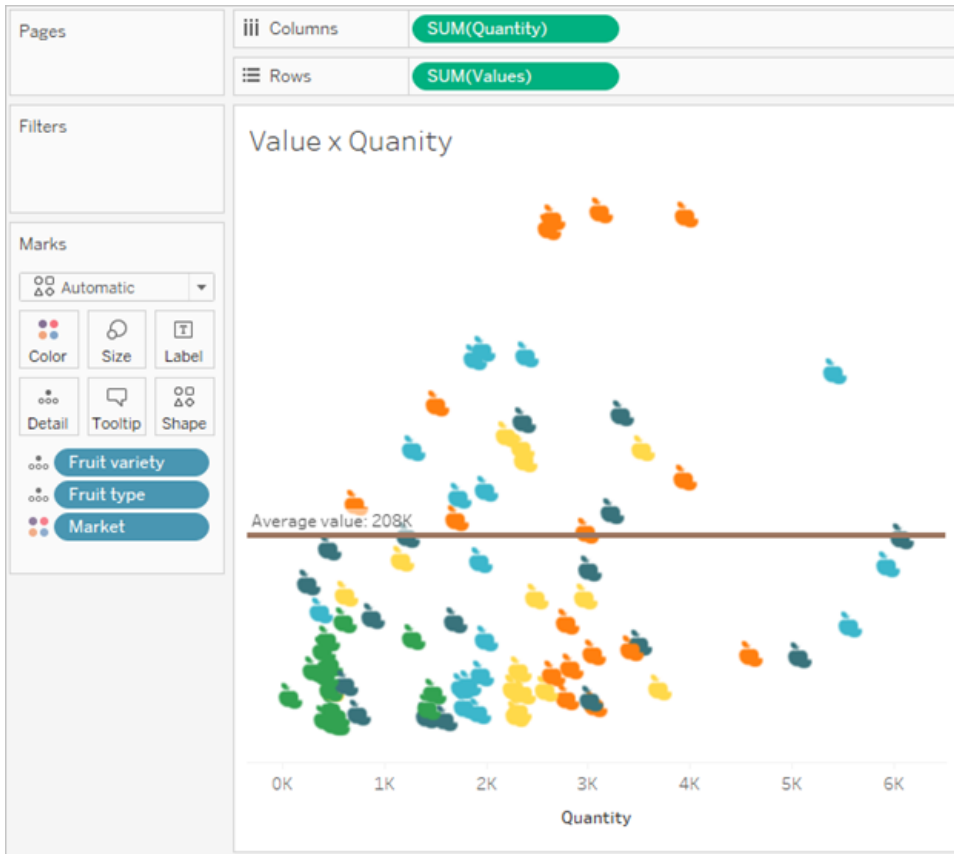 Pages
Columns
SUM(Quantity)
Rows
SUM(Values)
Filters
Value x Quanity
Marks
Automatic
Color
Size
Label
Detail
Tooltip
Shape
Fruit variety
Fruit type
Market
Average value: 208K
0K
1K
2K
3K
4K
5K
6K
Quantity